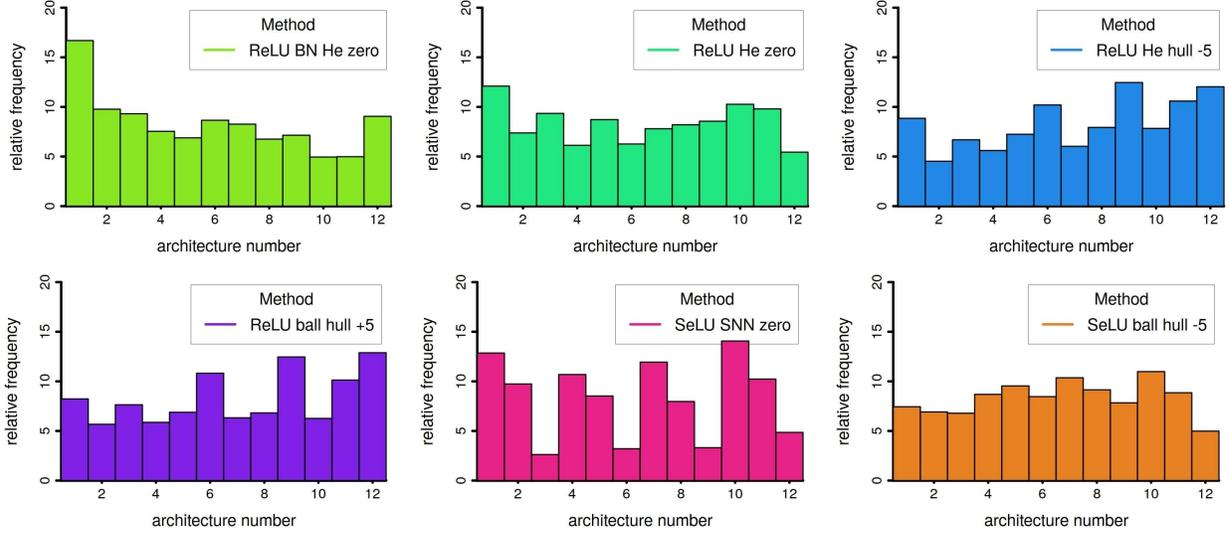 relative frequency
20
15
10
5
0
Method
ReLU BN He zero
2 4 6 8 10 12
architecture number
relative frequency
20
15
10
5
0
Method
ReLU He zero
2 4 6 8 10 12
architecture number
relative frequency
20
15
10
5
0
Method
ReLU He hull -5
2 4 6 8 10 12
architecture number
relative frequency
20
15
10
5
0
Method
ReLU ball hull +5
2 4 6 8 10 12
architecture number
relative frequency
20
15
10
5
0
Method
SeLU SNN zero
2 4 6 8 10 12
architecture number
relative frequency
20
15
10
5
0
Method
SeLU ball hull -5
2 4 6 8 10 12
architecture number